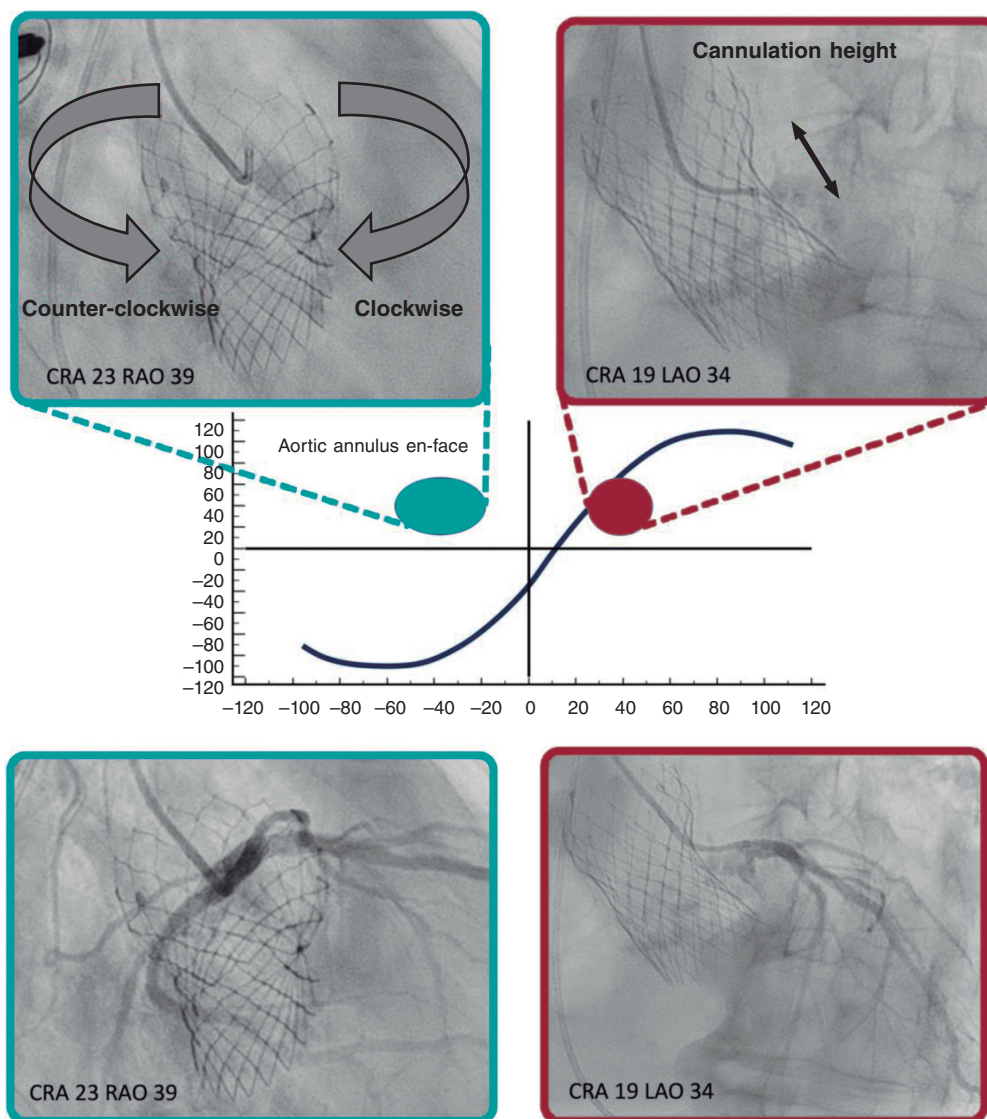 Cannulation height
Counter-clockwise
Clockwise
CRA 23 RAO 39
CRA 19 LAO 34
Aortic annulus en-face
120
100
80
60
40
20
0
−20
−40
−60
−80
−100
−120
−120 −100 −80 −60 −40 −20 0 20 40 60 80 100 120
CRA 23 RAO 39
CRA 19 LAO 34